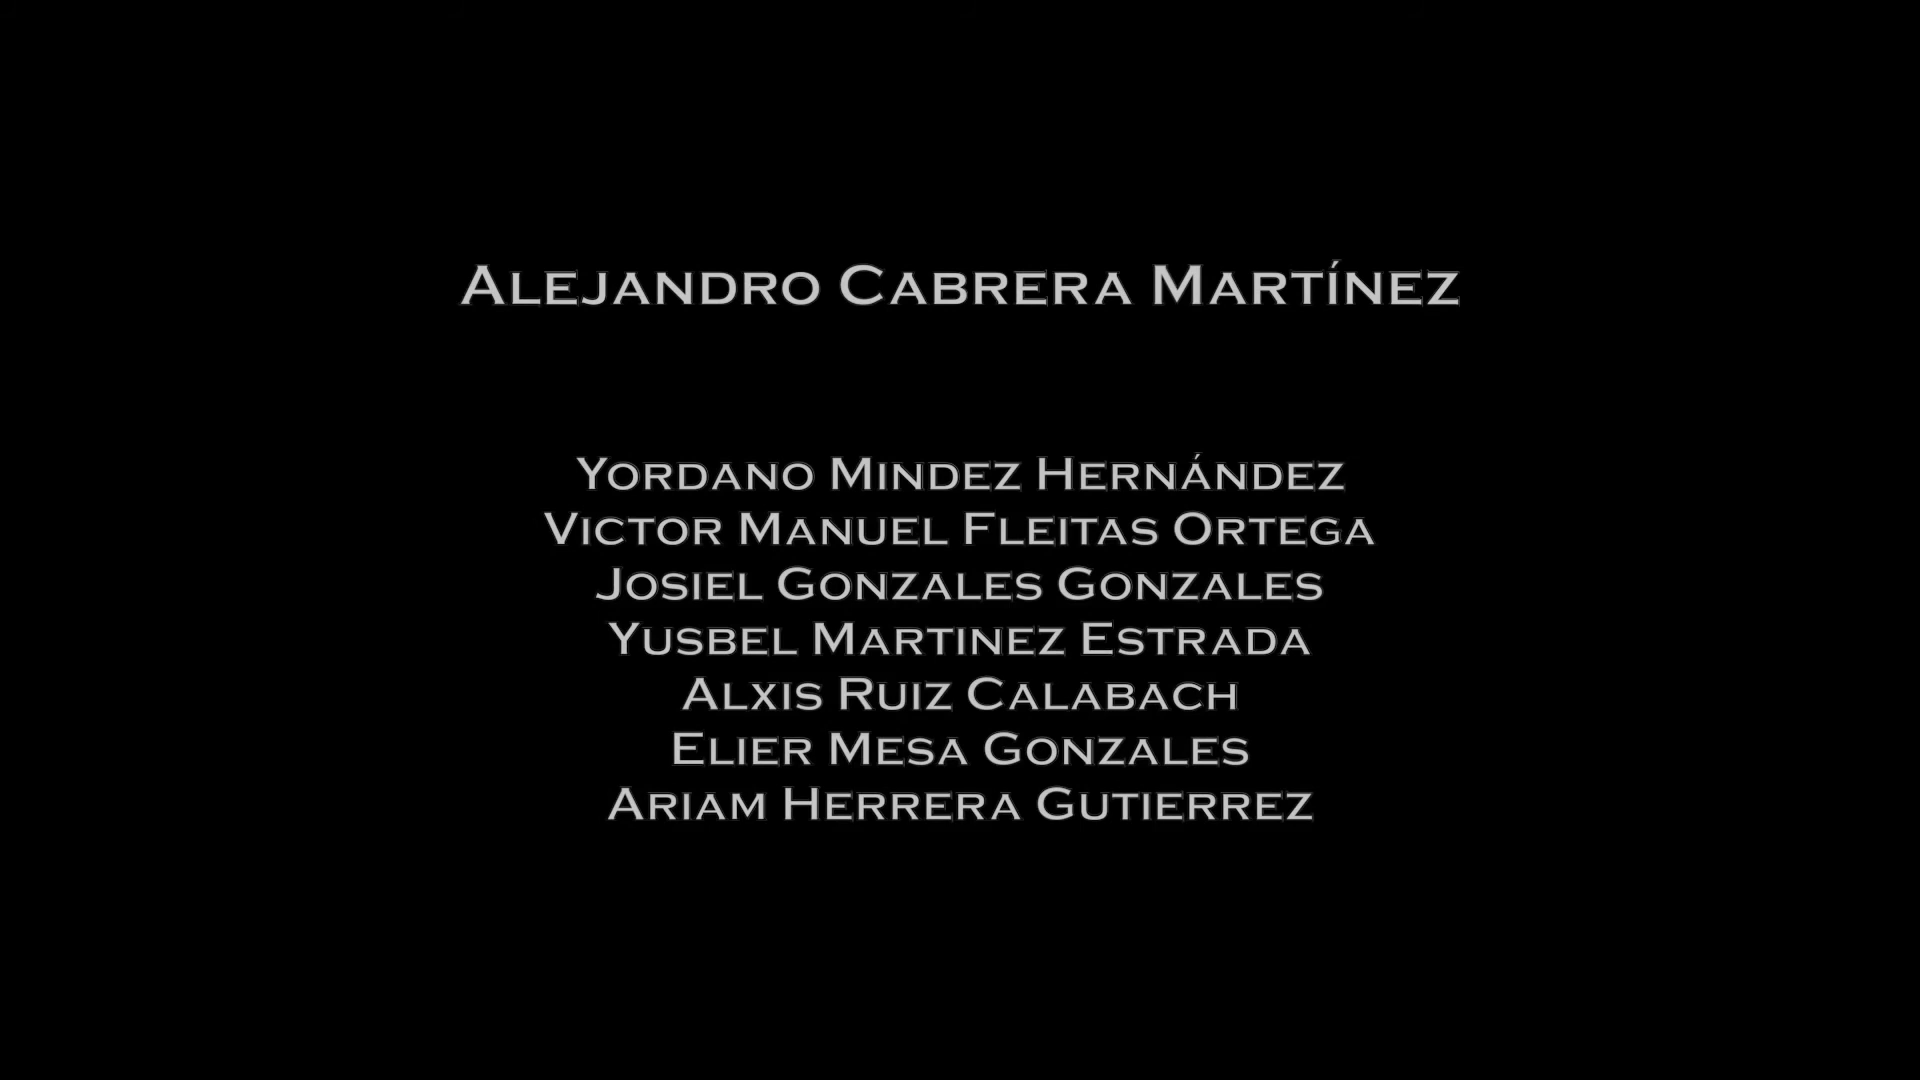 Alejandro Cabrera Martínez
Yordano Mindez Hernández
Victor Manuel Fleitas Ortega
Josiel Gonzales Gonzales
Yusbel Martinez Estrada
Alxis Ruiz Calabach
Elier Mesa Gonzales
Ariam Herrera Gutierrez